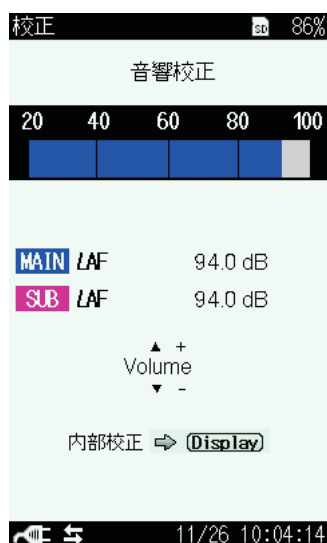 校正 SD 86%
音響校正
20 40 60 80 100
MAIN LAF 94.0 dB
SUB LAF 94.0 dB
▲ +
Volume
▼ -
内部校正 ⇨ Display
11/26 10:04:14